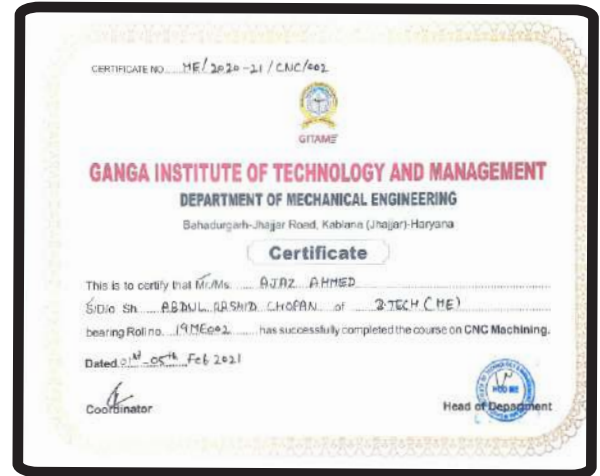 CERTIFICATE NO. ME/2020-21/CNC/002
GITAME
GANGA INSTITUTE OF TECHNOLOGY AND MANAGEMENT
DEPARTMENT OF MECHANICAL ENGINEERING
Bahadurgarh-Jhajjar Road, Kablana (Jhajjar)-Haryana
Certificate
This is to certify that Mr./Ms. AJAZ AHMED
S/D/o Sh. ABDUL RASHID CHOPAN of B.TECH (ME)
bearing Roll no. 19ME002 has successfully completed the course on CNC Machining.
Dated 01st-05th Feb 2021
HOD ME
Coordinator Head of Department